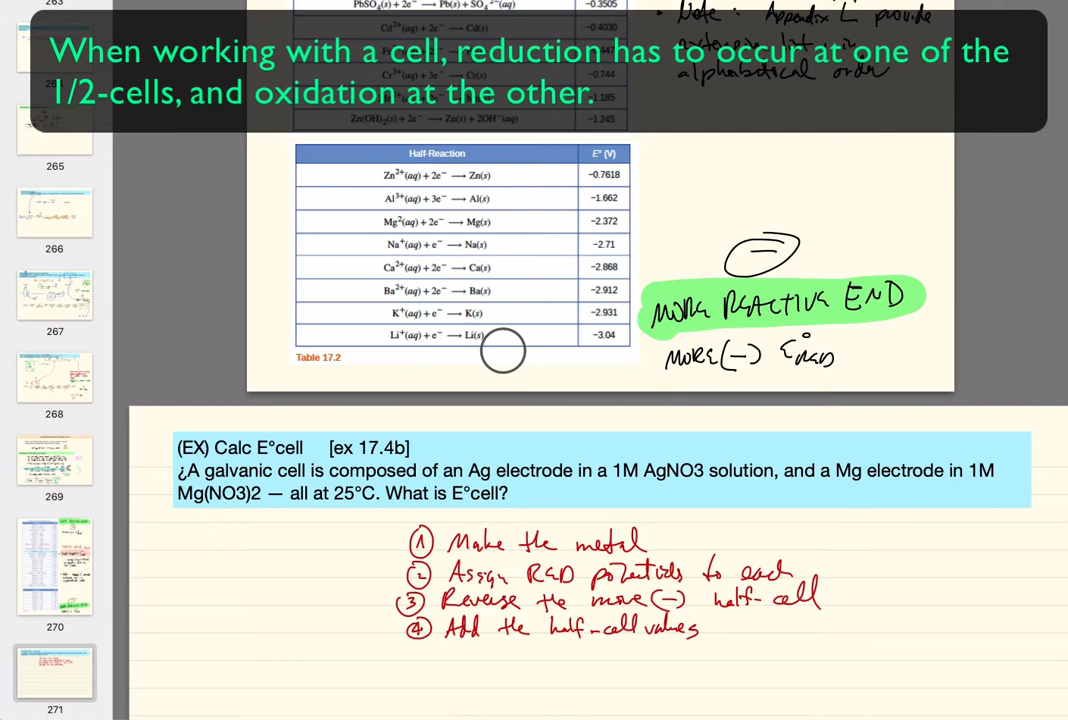 263
PbSO₄(s) + 2e⁻ ⟶ Pb(s) + SO₄²⁻(aq) −0.3505
Note: Appendix L provide
Cd²⁺(aq) + 2e⁻ ⟶ Cd(s) −0.4030
When working with a cell, reduction has to occur at one of the
alphabetical order
Cr³⁺(aq) + 3e⁻ ⟶ Cr(s) −0.744
1/2-cells, and oxidation at the other.
−1.185
Zn(OH)₂(s) + 2e⁻ ⟶ Zn(s) + 2OH⁻(aq) −1.245
Half-Reaction E° (V)
265
Zn²⁺(aq) + 2e⁻ ⟶ Zn(s) −0.7618
Al³⁺(aq) + 3e⁻ ⟶ Al(s) −1.662
Mg²(aq) + 2e⁻ ⟶ Mg(s) −2.372
Na⁺(aq) + e⁻ ⟶ Na(s) −2.71
266
Ca²⁺(aq) + 2e⁻ ⟶ Ca(s) −2.868
Ba²⁺(aq) + 2e⁻ ⟶ Ba(s) −2.912
K⁺(aq) + e⁻ ⟶ K(s) −2.931
Li⁺(aq) + e⁻ ⟶ Li(s) −3.04
Table 17.2
−
MORE REACTIVE END
MORE (−) E°RED
267
268
269
270
271
(EX) Calc E°cell [ex 17.4b]
¿A galvanic cell is composed of an Ag electrode in a 1M AgNO3 solution, and a Mg electrode in 1M
Mg(NO3)2 — all at 25°C. What is E°cell?
① Make the metal
② Assign RED potentials to each
③ Reverse the more (−) half-cell
④ Add the half-cell values